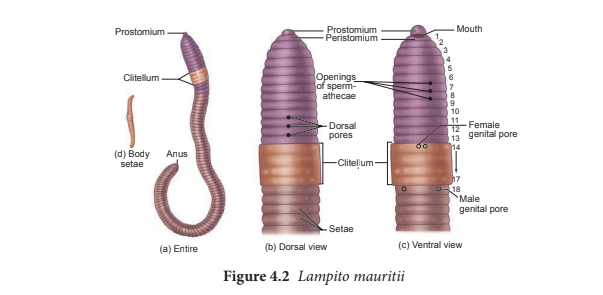 Prostomium
Clitellum
(d) Body
setae
Anus
(a) Entire
Prostomium
Peristomium
Openings
of sperm-
athecae
Dorsal
pores
Clitellum
Setae
(b) Dorsal view
Mouth
1
2
3
4
5
6
7
8
9
10
11
12
13
14
17
18
Female
genital pore
Male
genital pore
(c) Ventral view
Figure 4.2 Lampito mauritii